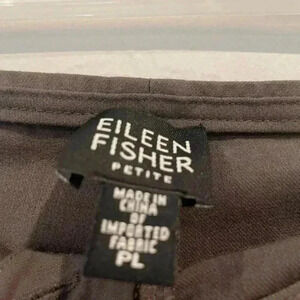 EILEEN
FISHER
PETITE
MADE IN
CHINA
OF
IMPORTED
FABRIC
PL